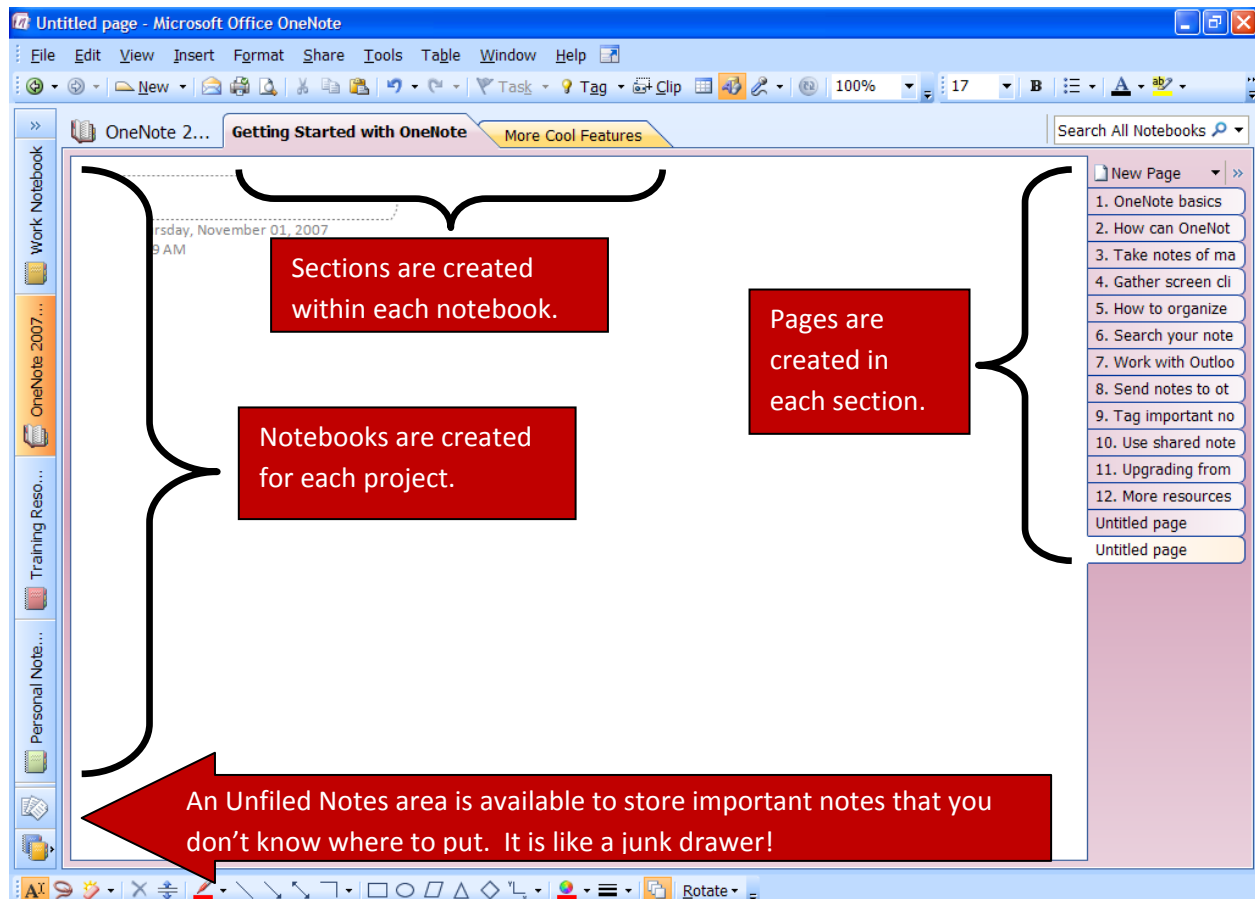 Untitled page - Microsoft Office OneNote
File Edit View Insert Format Share Tools Table Window Help
New Task Tag Clip 100% 17 B A ab
OneNote 2... Getting Started with OneNote More Cool Features Search All Notebooks
Work Notebook
OneNote 2007...
Training Reso...
Personal Note...
rsday, November 01, 2007
9 AM
Sections are created
within each notebook.
Notebooks are created
for each project.
Pages are
created in
each section.
New Page
1. OneNote basics
2. How can OneNot
3. Take notes of ma
4. Gather screen cli
5. How to organize
6. Search your note
7. Work with Outloo
8. Send notes to ot
9. Tag important no
10. Use shared note
11. Upgrading from
12. More resources
Untitled page
Untitled page
An Unfiled Notes area is available to store important notes that you
don't know where to put.  It is like a junk drawer!
Rotate